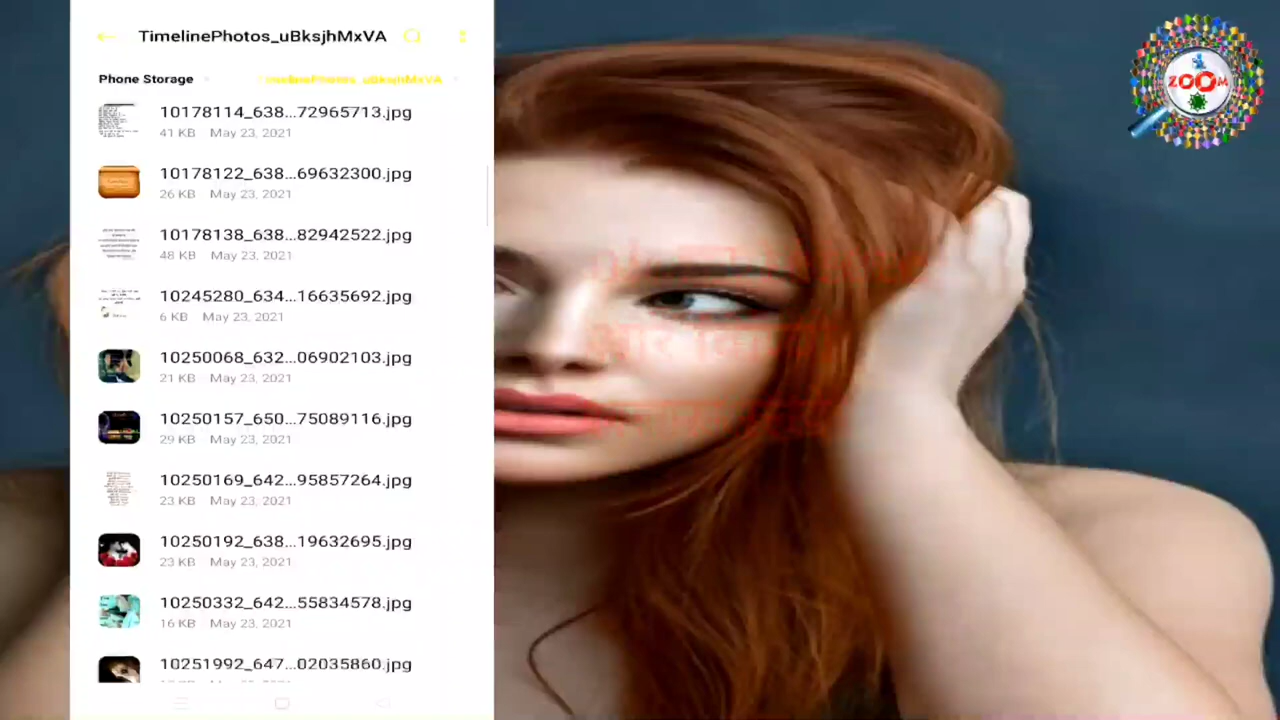 TimelinePhotos_uBksjhMxVA
Phone Storage
TimelinePhotos_uBksjhMxVA
10178114_638...72965713.jpg
41 KB May 23, 2021
10178122_638...69632300.jpg
26 KB May 23, 2021
10178138_638...82942522.jpg
48 KB May 23, 2021
10245280_634...16635692.jpg
6 KB May 23, 2021
10250068_632...06902103.jpg
21 KB May 23, 2021
10250157_650...75089116.jpg
29 KB May 23, 2021
10250169_642...95857264.jpg
23 KB May 23, 2021
10250192_638...19632695.jpg
23 KB May 23, 2021
10250332_642...55834578.jpg
16 KB May 23, 2021
10251992_647...02035860.jpg
ZOOM